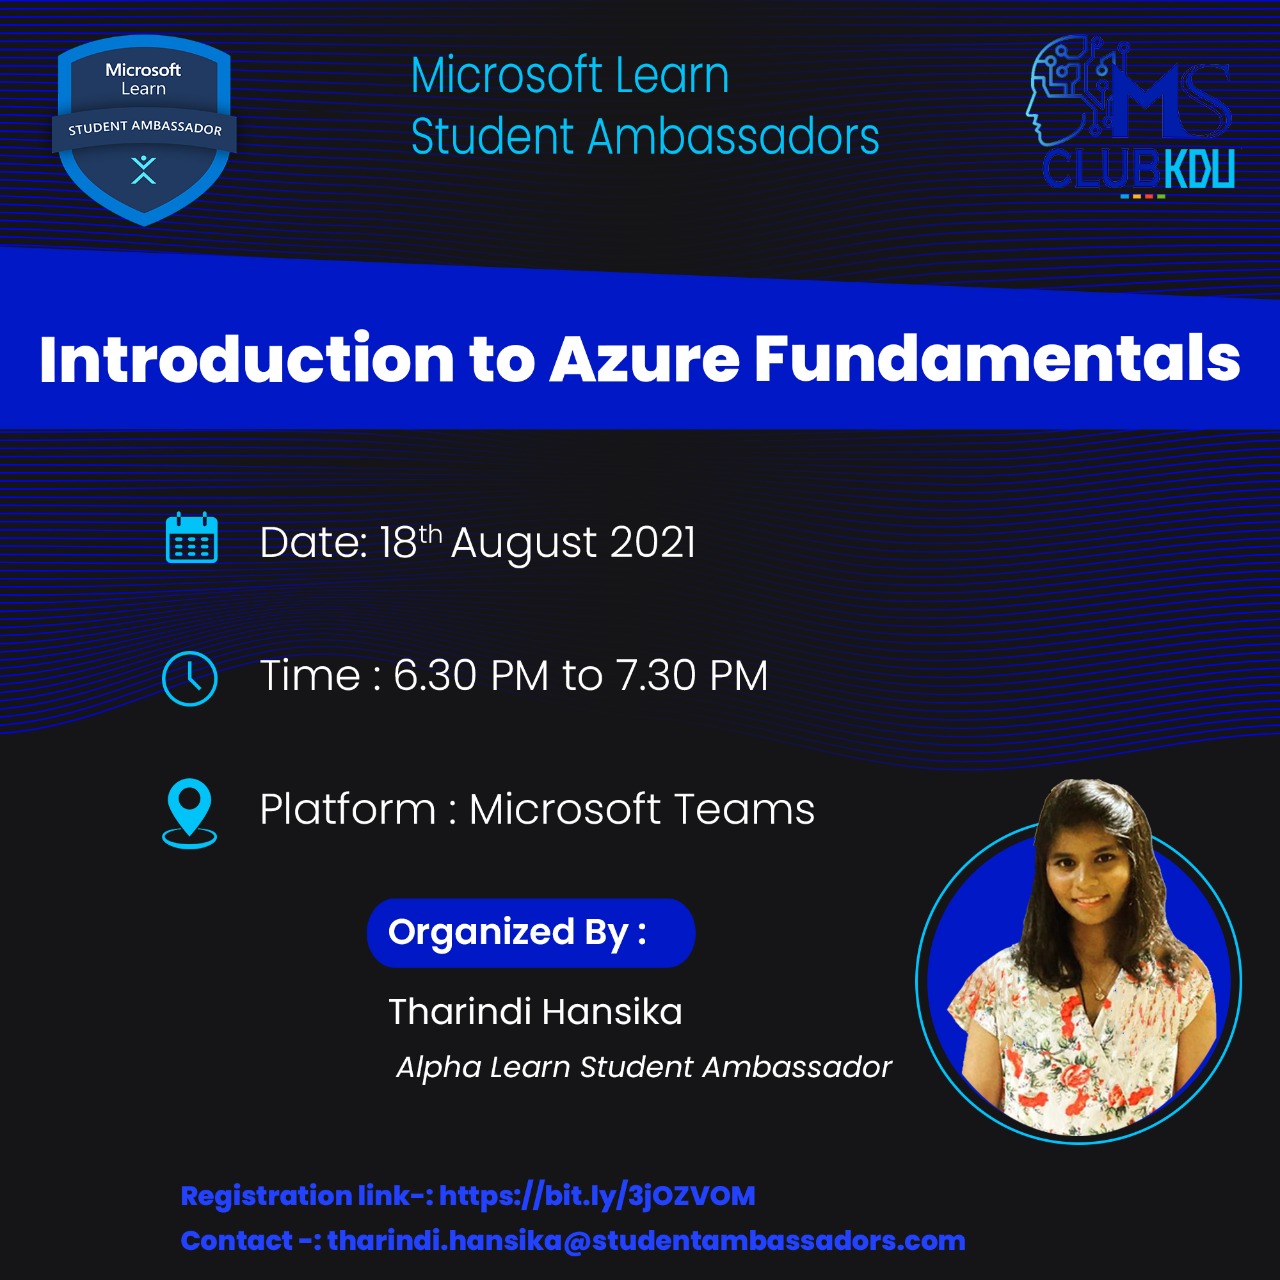 Microsoft
Learn
STUDENT AMBASSADOR
Microsoft Learn
Student Ambassadors
MS
CLUBKDU
Introduction to Azure Fundamentals
Date: 18th August 2021
Time : 6.30 PM to 7.30 PM
Platform : Microsoft Teams
Organized By :
Tharindi Hansika
Alpha Learn Student Ambassador
Registration link-: https://bit.ly/3jOZVOM
Contact -: tharindi.hansika@studentambassadors.com